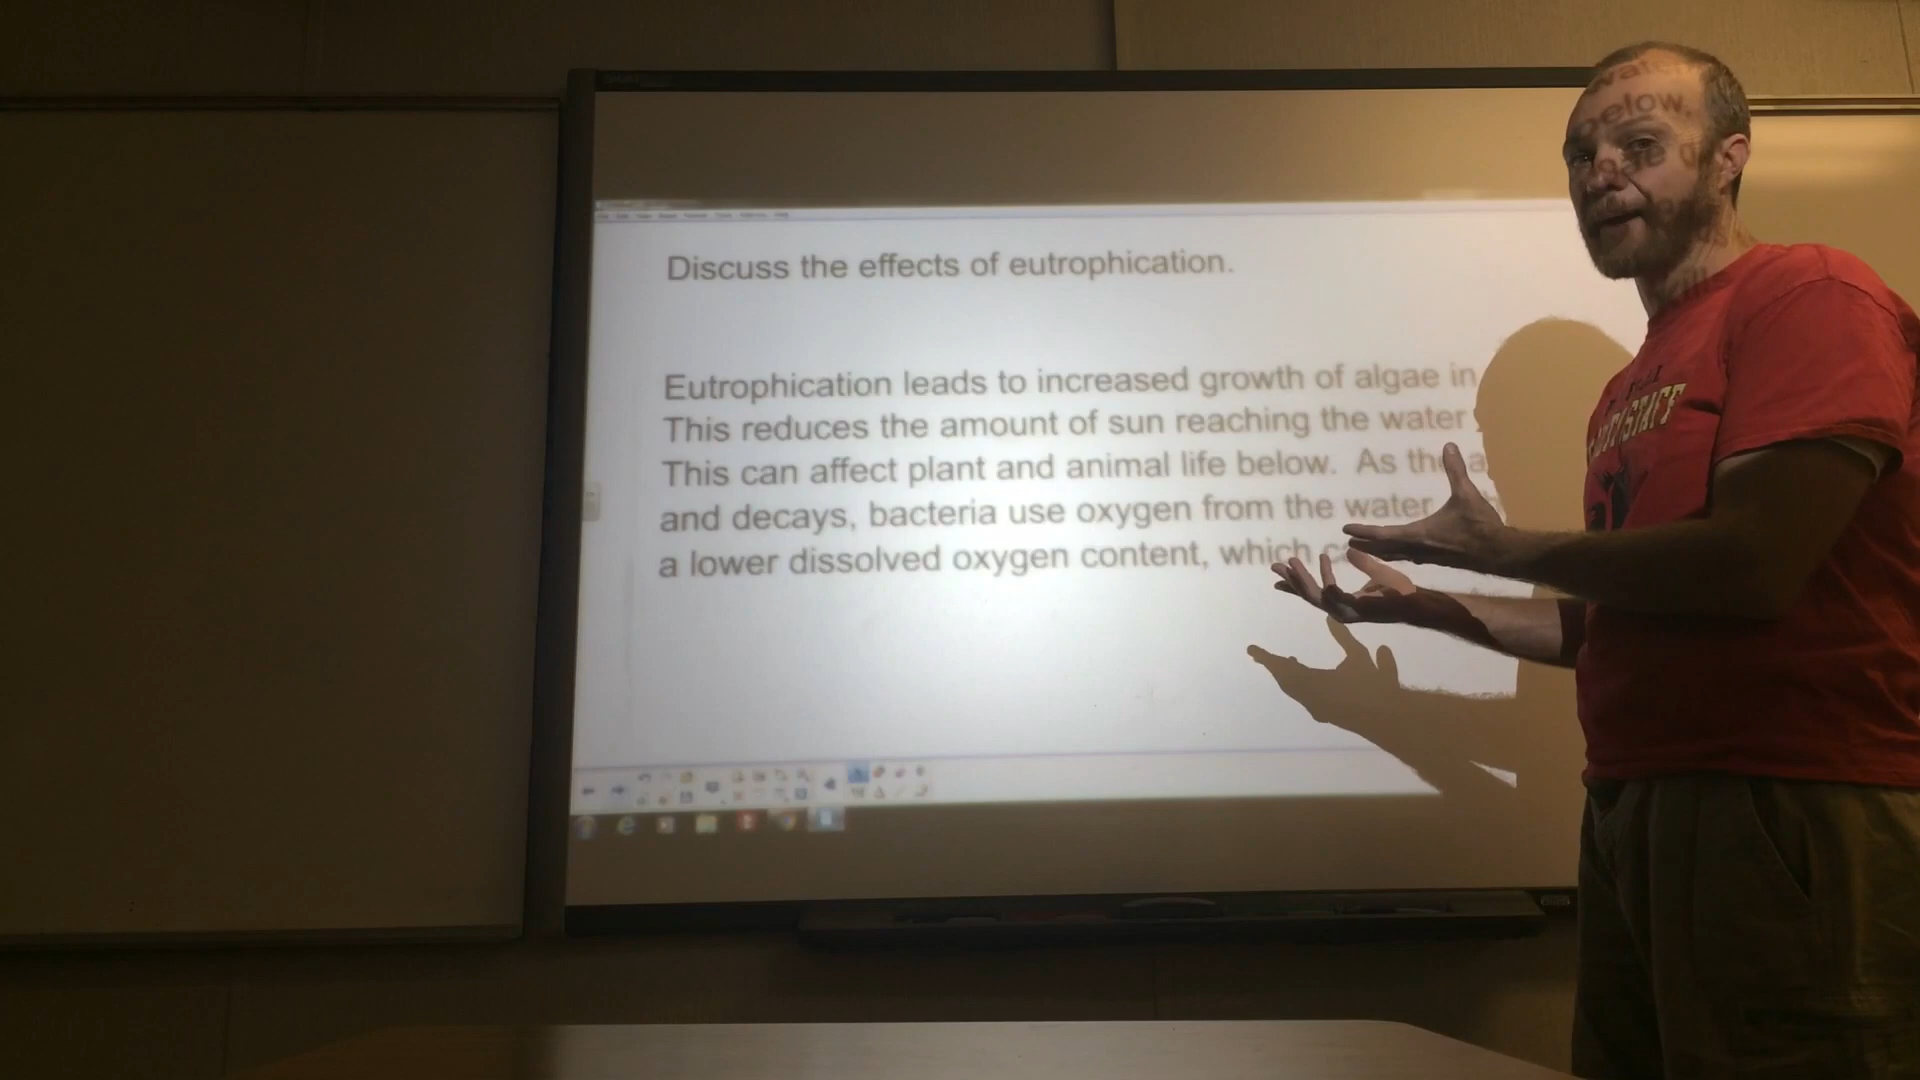 Discuss the effects of eutrophication.
Eutrophication leads to increased growth of algae in
This reduces the amount of sun reaching the water
This can affect plant and animal life below. As the a
and decays, bacteria use oxygen from the water
a lower dissolved oxygen content, which
below.
STATE